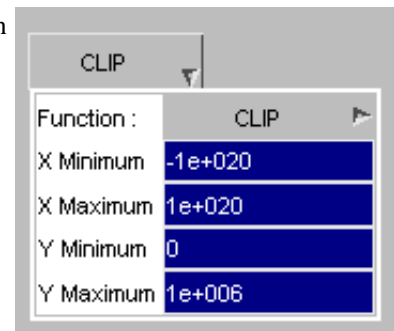 n
CLIP
Function : CLIP
X Minimum -1e+020
X Maximum 1e+020
Y Minimum 0
Y Maximum 1e+006